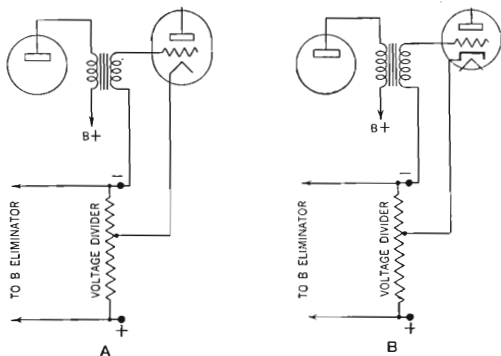 B+
−
TO B ELIMINATOR
VOLTAGE DIVIDER
+
A
B+
−
TO B ELIMINATOR
VOLTAGE DIVIDER
+
B